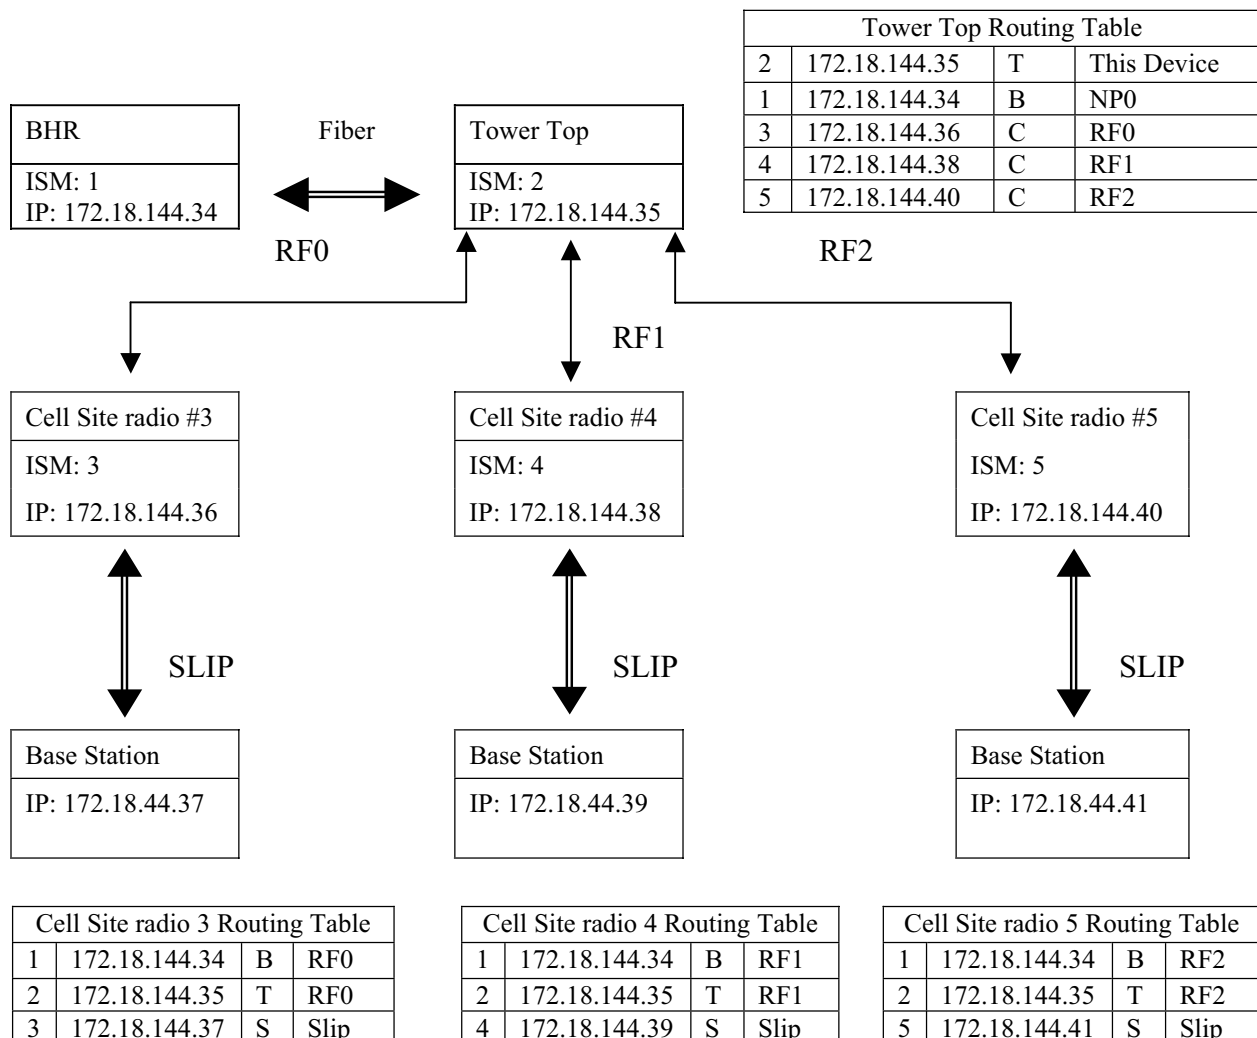 Tower Top Routing Table
2 172.18.144.35 T This Device
1 172.18.144.34 B NP0
3 172.18.144.36 C RF0
4 172.18.144.38 C RF1
5 172.18.144.40 C RF2
BHR
ISM: 1
IP: 172.18.144.34
Fiber
Tower Top
ISM: 2
IP: 172.18.144.35
RF0
RF2
RF1
Cell Site radio #3
ISM: 3
IP: 172.18.144.36
Cell Site radio #4
ISM: 4
IP: 172.18.144.38
Cell Site radio #5
ISM: 5
IP: 172.18.144.40
SLIP
SLIP
SLIP
Base Station
IP: 172.18.44.37
Base Station
IP: 172.18.44.39
Base Station
IP: 172.18.44.41
Cell Site radio 3 Routing Table
1 172.18.144.34 B RF0
2 172.18.144.35 T RF0
3 172.18.144.37 S Slip
Cell Site radio 4 Routing Table
1 172.18.144.34 B RF1
2 172.18.144.35 T RF1
4 172.18.144.39 S Slip
Cell Site radio 5 Routing Table
1 172.18.144.34 B RF2
2 172.18.144.35 T RF2
5 172.18.144.41 S Slip